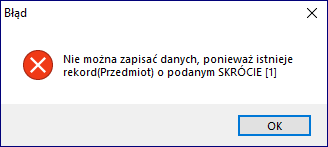 Błąd
Nie można zapisać danych, ponieważ istnieje
rekord(Przedmiot) o podanym SKRÓCIE [1]
OK